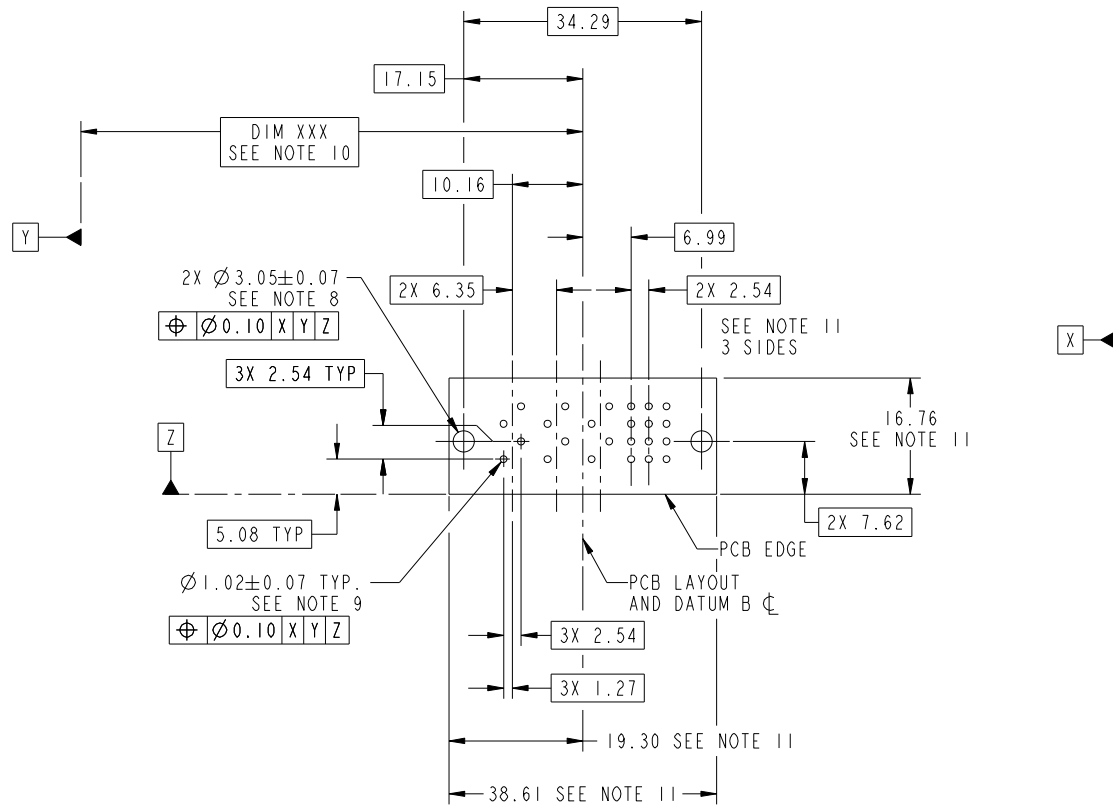 34.29
17.15
DIM XXX
SEE NOTE 10
10.16
Y
6.99
2X Ø3.05±0.07
SEE NOTE 8
⌖ Ø0.10 X Y Z
2X 6.35
2X 2.54
SEE NOTE 11
3 SIDES
X
3X 2.54 TYP
16.76
SEE NOTE 11
Z
5.08 TYP
2X 7.62
PCB EDGE
Ø1.02±0.07 TYP.
SEE NOTE 9
⌖ Ø0.10 X Y Z
PCB LAYOUT
AND DATUM B ℄
3X 2.54
3X 1.27
19.30 SEE NOTE 11
38.61 SEE NOTE 11